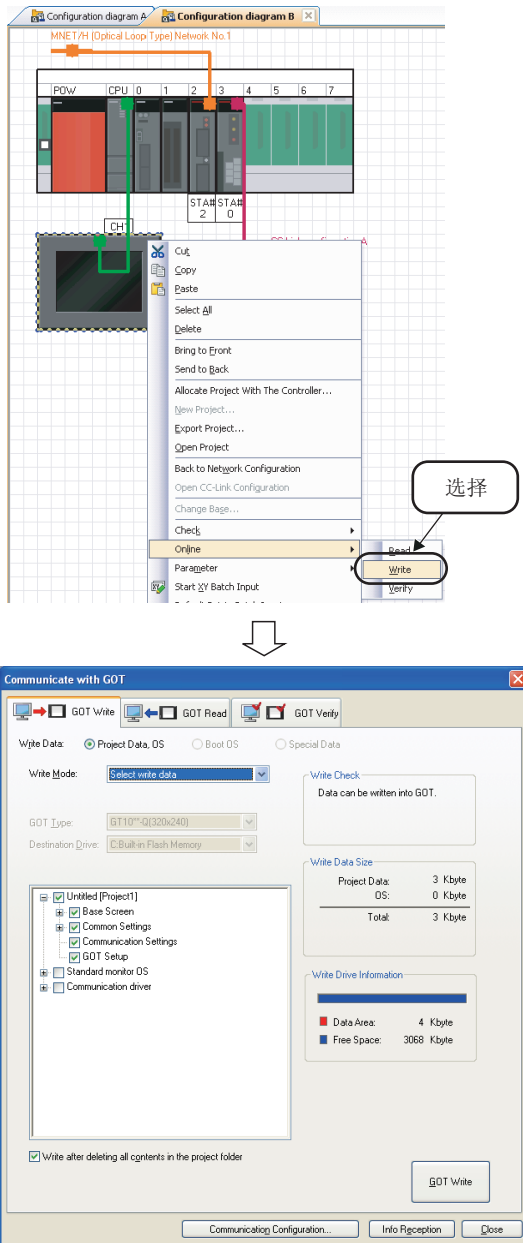 Configuration diagram A Configuration diagram B
MNET/H (Optical Loop Type) Network No.1
POW CPU 0 1 2 3 4 5 6 7
STA# STA#
2 0
CH1
Cut
Copy
Paste
Select All
Delete
Bring to Front
Send to Back
Allocate Project With The Controller...
New Project...
Export Project...
Open Project
Back to Network Configuration
Open CC-Link Configuration
Change Base...
Check
Online
Parameter
Start XY Batch Input
选择
Read
Write
Verify
Communicate with GOT
GOT Write GOT Read GOT Verify
Write Data: Project Data, OS Boot OS Special Data
Write Mode: Select write data
GOT Type: GT10**-Q(320x240)
Destination Drive: C:Built-in Flash Memory
Write Check
Data can be written into GOT.
Write Data Size
Project Data: 3 Kbyte
OS: 0 Kbyte
Total: 3 Kbyte
Untitled [Project1]
Base Screen
Common Settings
Communication Settings
GOT Setup
Standard monitor OS
Communication driver
Write Drive Information
Data Area: 4 Kbyte
Free Space: 3068 Kbyte
Write after deleting all contents in the project folder
GOT Write
Communication Configuration... Info Reception Close